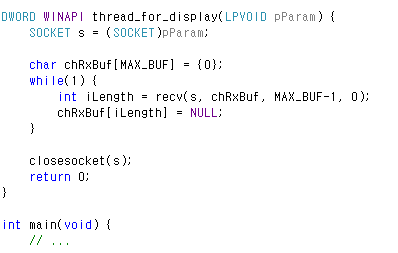 DWORD WINAPI thread_for_display(LPVOID pParam) {
    SOCKET s = (SOCKET)pParam;

    char chRxBuf[MAX_BUF] = {0};
    while(1) {
        int iLength = recv(s, chRxBuf, MAX_BUF-1, 0);
        chRxBuf[iLength] = NULL;
    }

    closesocket(s);
    return 0;
}

int main(void) {
    // ...